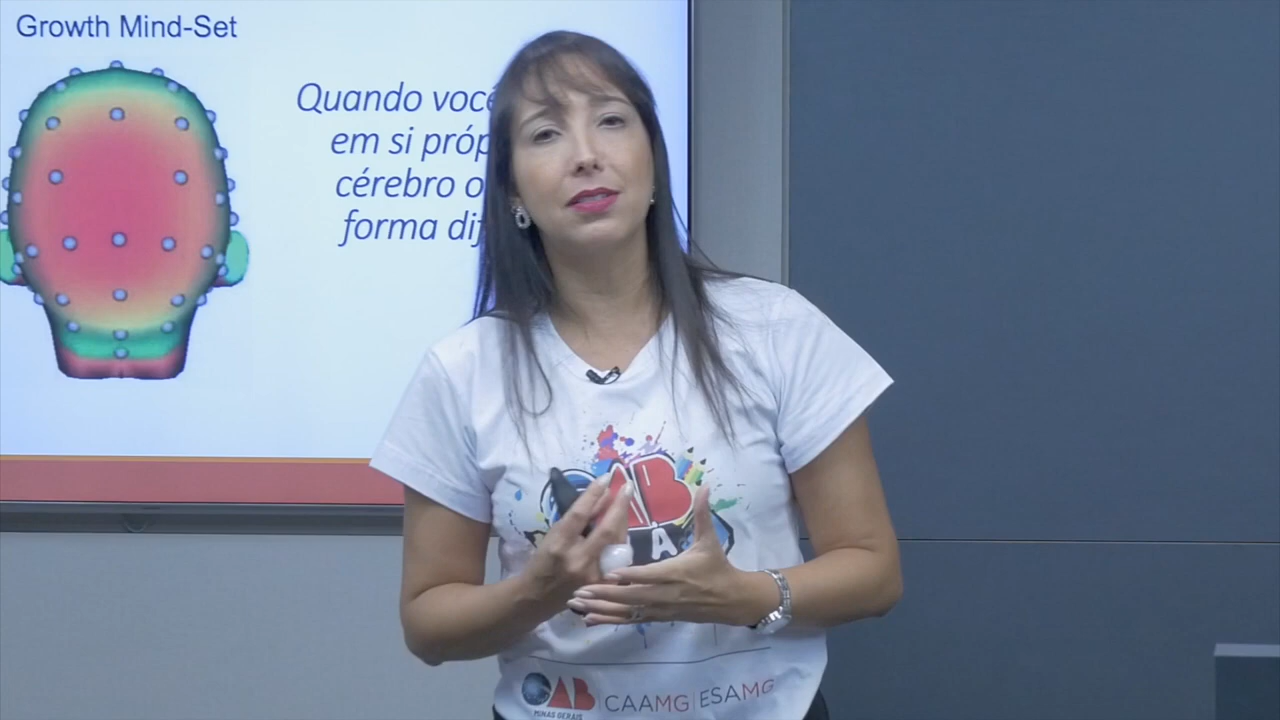 Growth Mind-Set
Quando você
em si próp
cérebro o
forma dif
AB
A
OAB
MINAS GERAIS
CAAMG
ESAMG